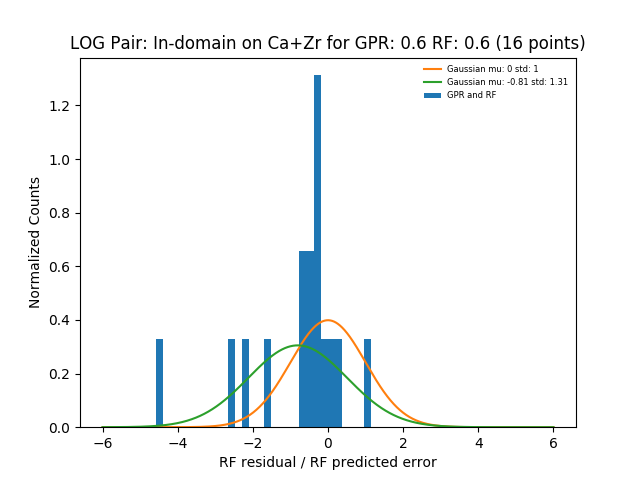 LOG Pair: In-domain on Ca+Zr for GPR: 0.6 RF: 0.6 (16 points)
Gaussian mu: 0 std: 1
Gaussian mu: -0.81 std: 1.31
GPR and RF
Normalized Counts
1.2
1.0
0.8
0.6
0.4
0.2
0.0
−6 −4 −2 0 2 4 6
RF residual / RF predicted error